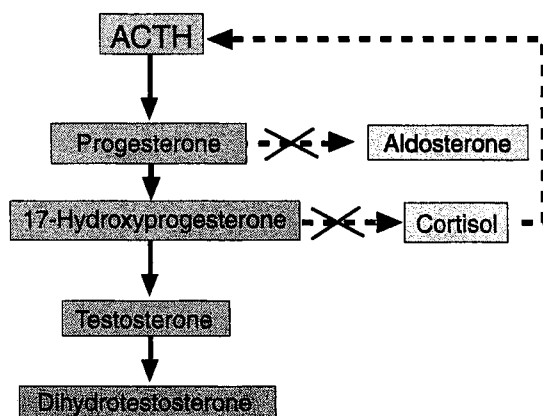 ACTH
Progesterone
Aldosterone
17-Hydroxyprogesterone
Cortisol
Testosterone
Dihydrotestosterone